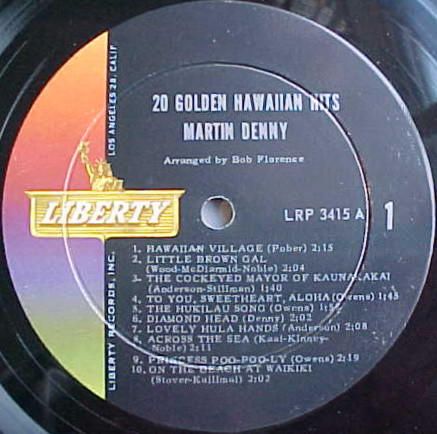 20 GOLDEN HAWAIIAN HITS
MARTIN DENNY
Arranged by Bob Florence
LIBERTY
LRP 3415 A 1
1. HAWAIIAN VILLAGE (Pober) 2:15
2. LITTLE BROWN GAL
(Wood-McDiarmid-Noble) 2:04
3- THE COCKEYED MAYOR OF KAUNAKAKAI
(Anderson-Stillman) 1:40
4. TO YOU, SWEETHEART, ALOHA (Owens) 1:45
5. THE HUKILAU SONG (Owens)
6. DIAMOND HEAD (Denny) 2:02
7. LOVELY HULA HANDS (Anderson) 2:08
8. ACROSS THE SEA (Kaai-Kinney-
Noble) 2:11
9. PRINCESS POO-POO-LY (Owens) 2:19
10. ON THE BEACH AT WAIKIKI
(Stover-Kailimai) 2:02
LIBERTY RECORDS, INC.
LOS ANGELES 28, CALIF.